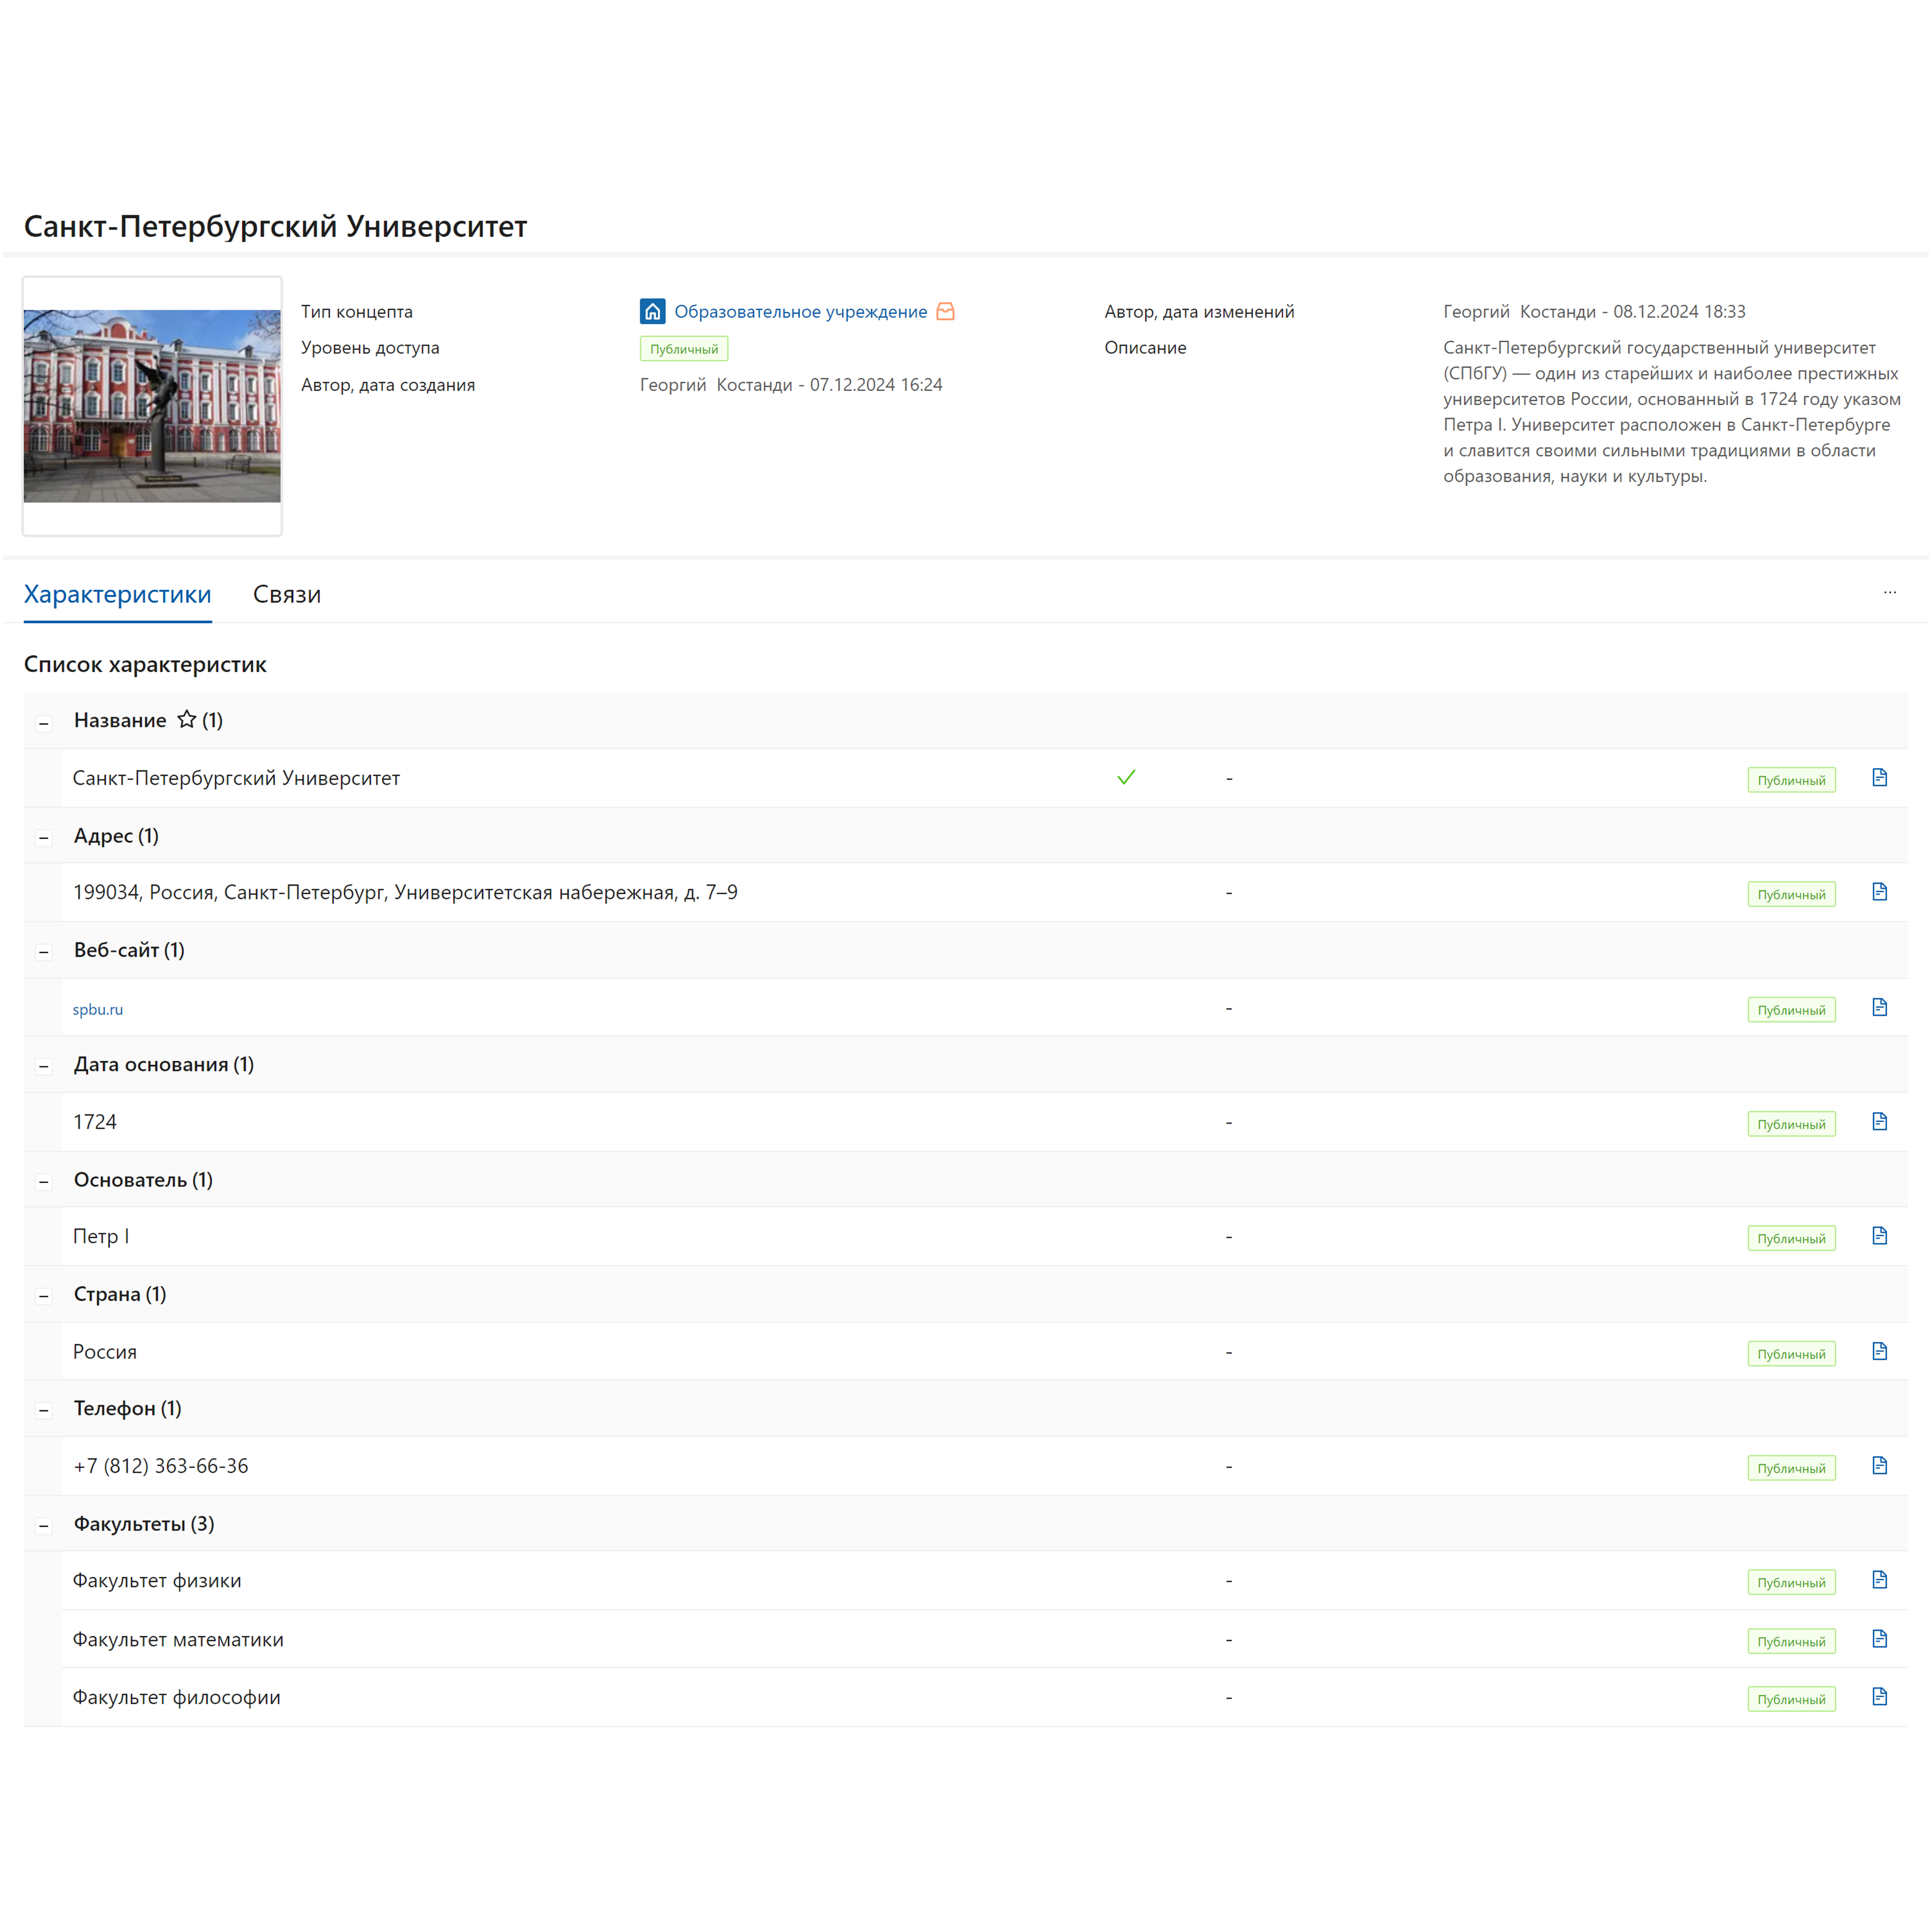 Санкт-Петербургский Университет
Тип концепта
Образовательное учреждение
Уровень доступа
Публичный
Автор, дата создания
Георгий Костанди - 07.12.2024 16:24
Автор, дата изменений
Георгий Костанди - 08.12.2024 18:33
Описание
Санкт-Петербургский государственный университет
(СПбГУ) — один из старейших и наиболее престижных
университетов России, основанный в 1724 году указом
Петра I. Университет расположен в Санкт-Петербурге
и славится своими сильными традициями в области
образования, науки и культуры.
Характеристики Связи ...
Список характеристик
Название (1)
Санкт-Петербургский Университет - Публичный
Адрес (1)
199034, Россия, Санкт-Петербург, Университетская набережная, д. 7–9 - Публичный
Веб-сайт (1)
spbu.ru - Публичный
Дата основания (1)
1724 - Публичный
Основатель (1)
Петр I - Публичный
Страна (1)
Россия - Публичный
Телефон (1)
+7 (812) 363-66-36 - Публичный
Факультеты (3)
Факультет физики - Публичный
Факультет математики - Публичный
Факультет философии - Публичный